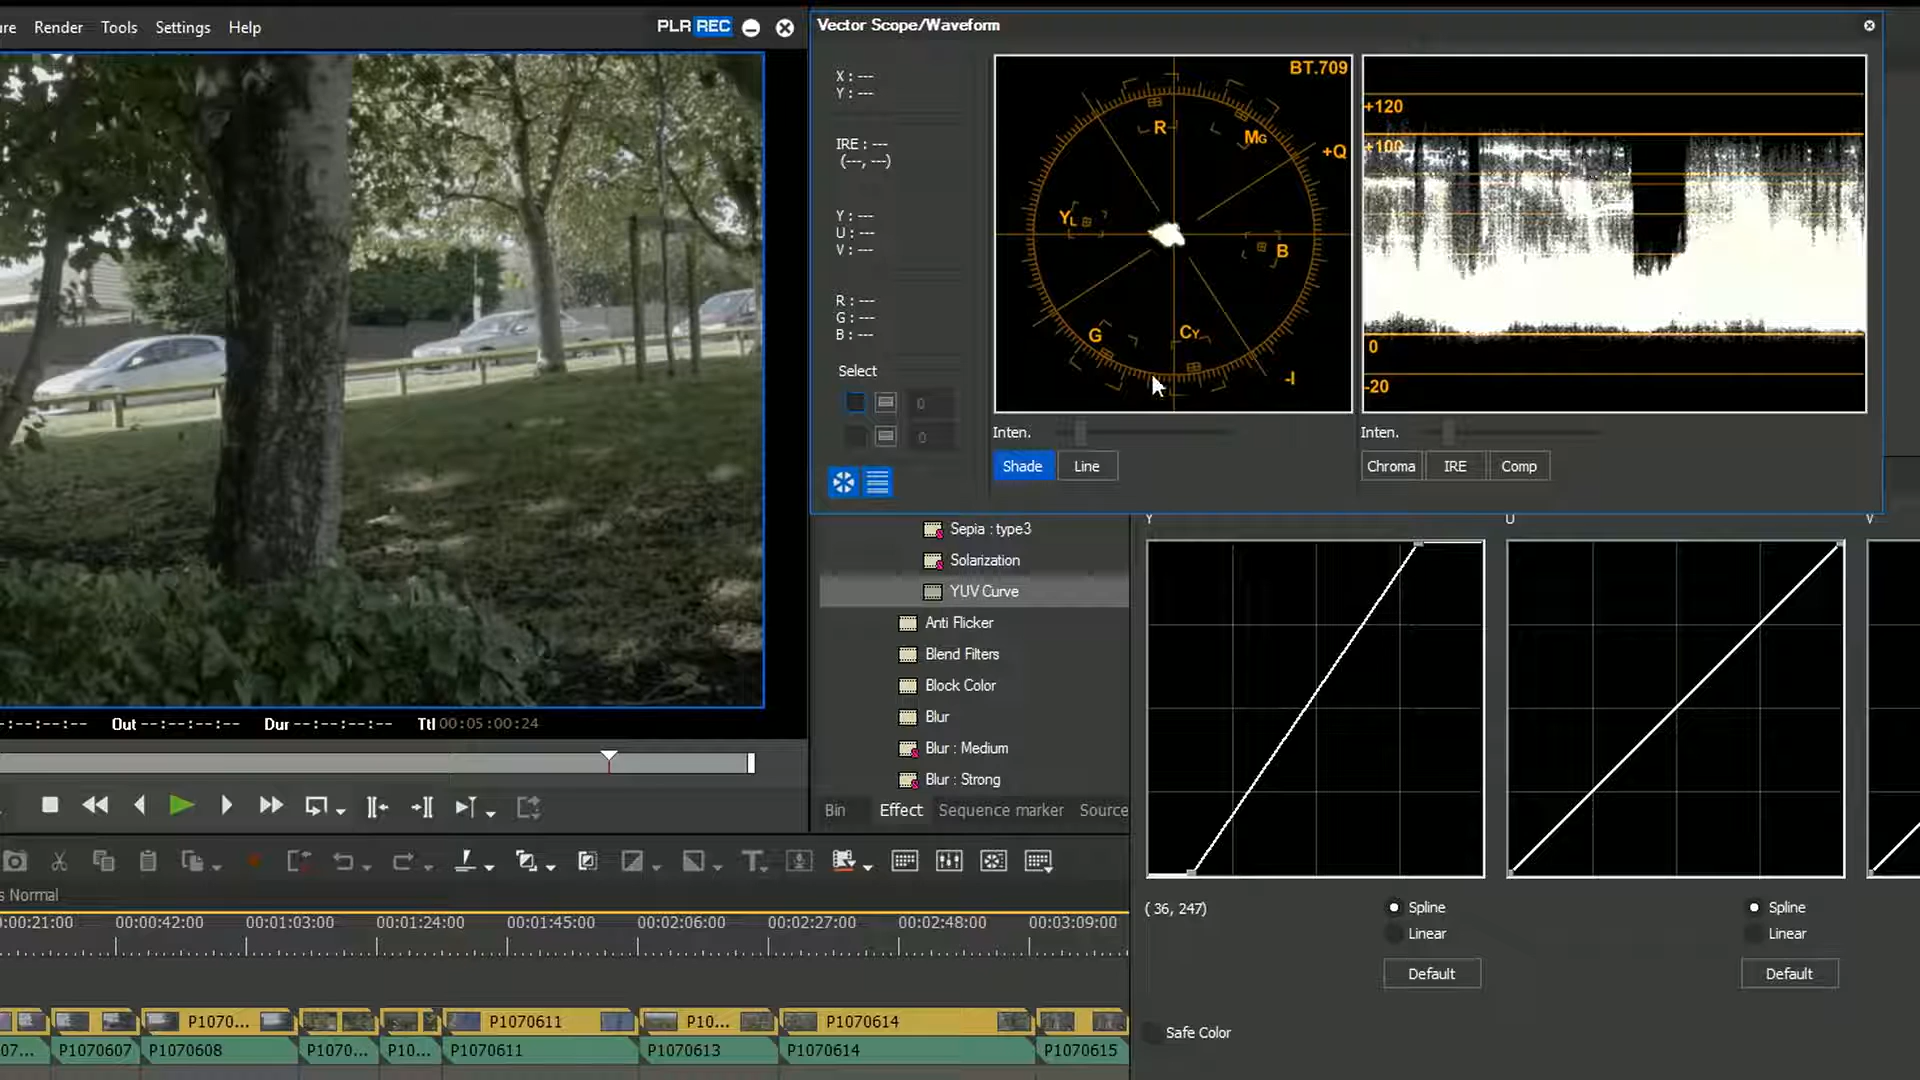 Render Tools Settings Help PLR REC
Vector Scope/Waveform
X : ---
Y : ---
IRE : ---
(---, ---)
Y : ---
U : ---
V : ---
R : ---
G : ---
B : ---
Select
0
0
BT.709
R
MG
+Q
YL
B
G
CY
-I
+120
+100
0
-20
Inten.
Shade Line
Inten.
Chroma IRE Comp
Sepia : type3
Solarization
YUV Curve
Anti Flicker
Blend Filters
Block Color
Blur
Blur : Medium
Blur : Strong
Bin Effect Sequence marker Source
Out --:--:--:-- Dur --:--:--:-- Ttl 00:05:00:24
Y
U
V
( 36, 247)
Spline
Linear
Default
Spline
Linear
Default
Safe Color
Normal
00:00:21:00 00:00:42:00 00:01:03:00 00:01:24:00 00:01:45:00 00:02:06:00 00:02:27:00 00:02:48:00 00:03:09:00
P1070... P1070611 P10... P1070614
07... P1070607 P1070608 P1070... P10... P1070611 P1070613 P1070614 P1070615